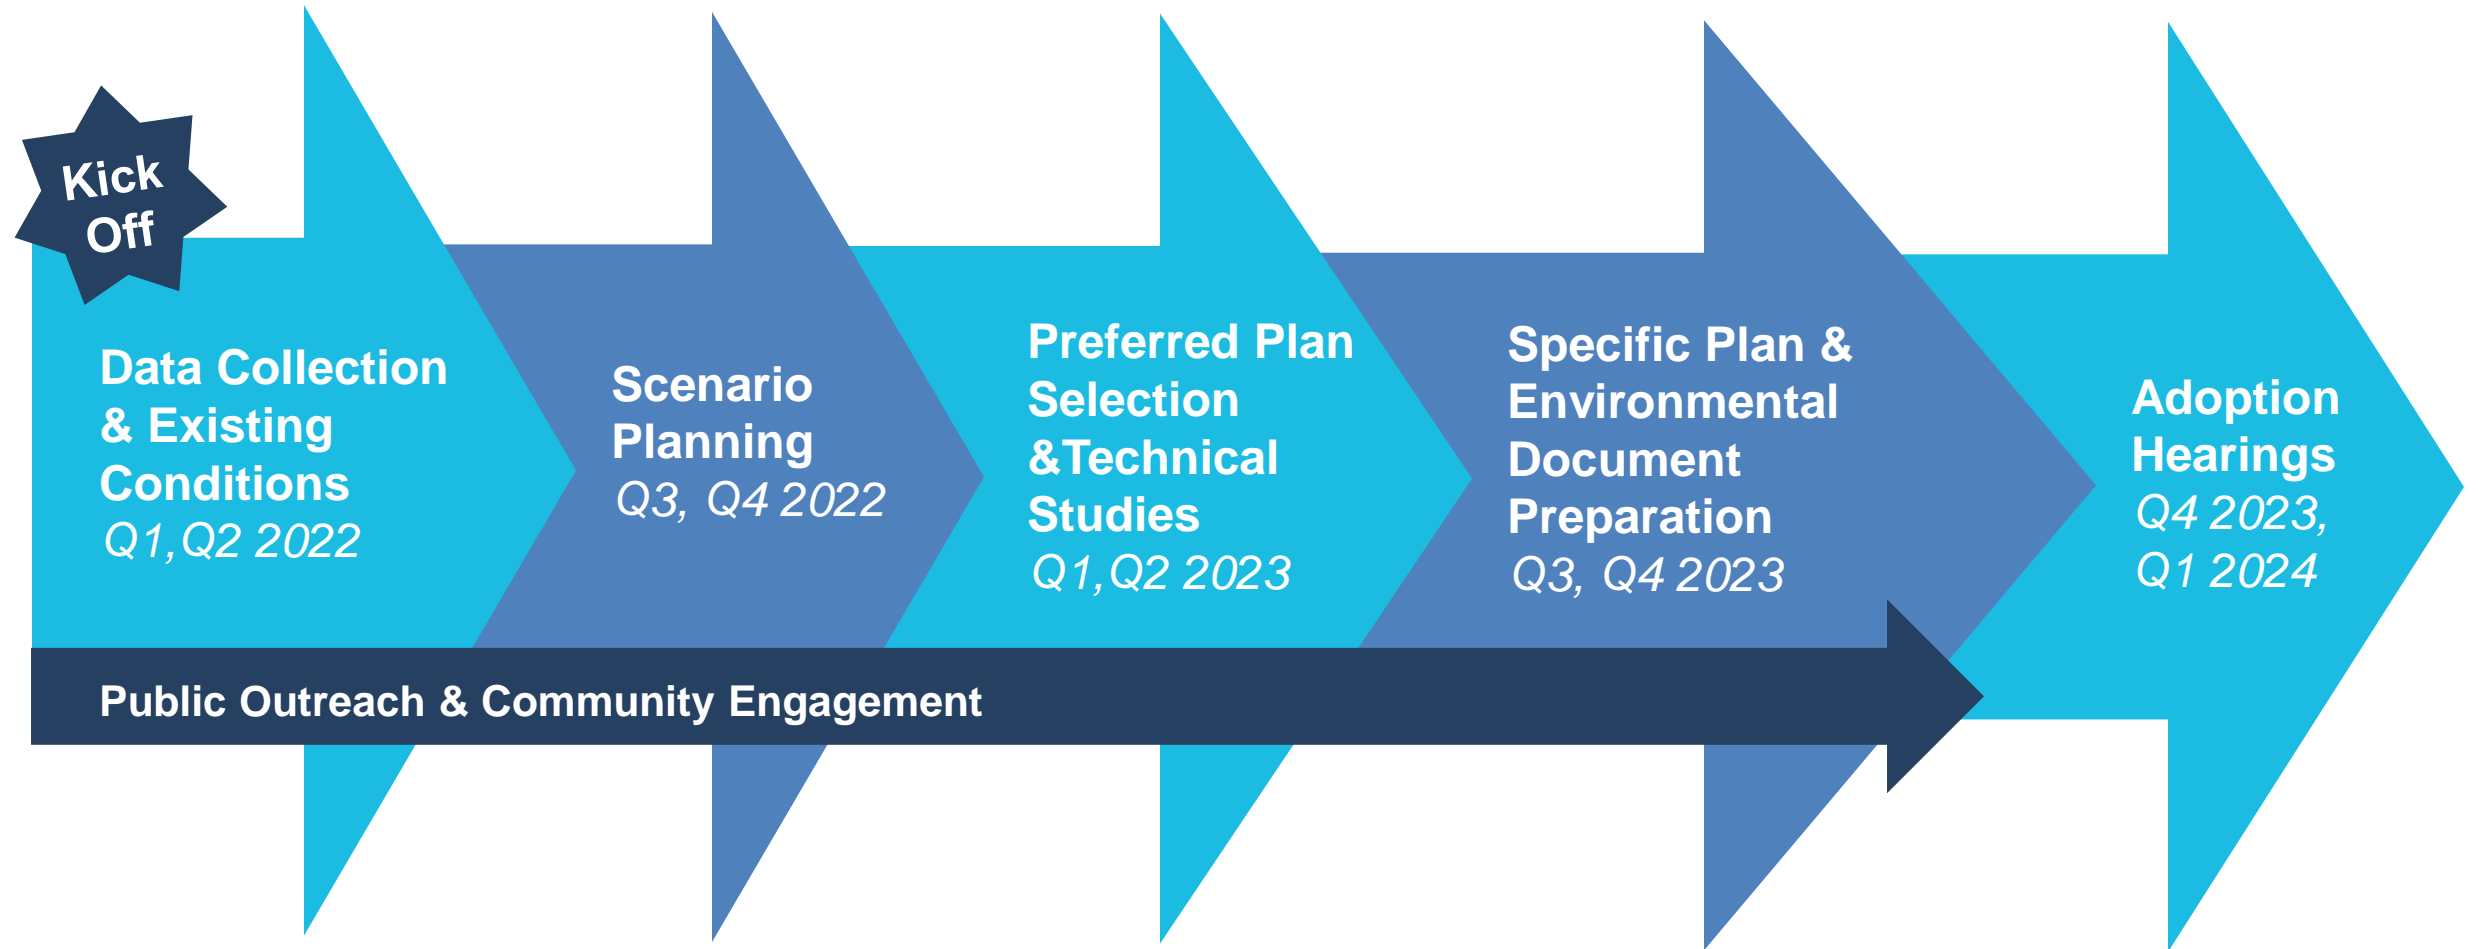 Kick
Off
Data Collection
& Existing
Conditions
Q1,Q2 2022
Scenario
Planning
Q3, Q4 2022
Preferred Plan
Selection
&Technical
Studies
Q1,Q2 2023
Specific Plan &
Environmental
Document
Preparation
Q3, Q4 2023
Adoption
Hearings
Q4 2023,
Q1 2024
Public Outreach & Community Engagement